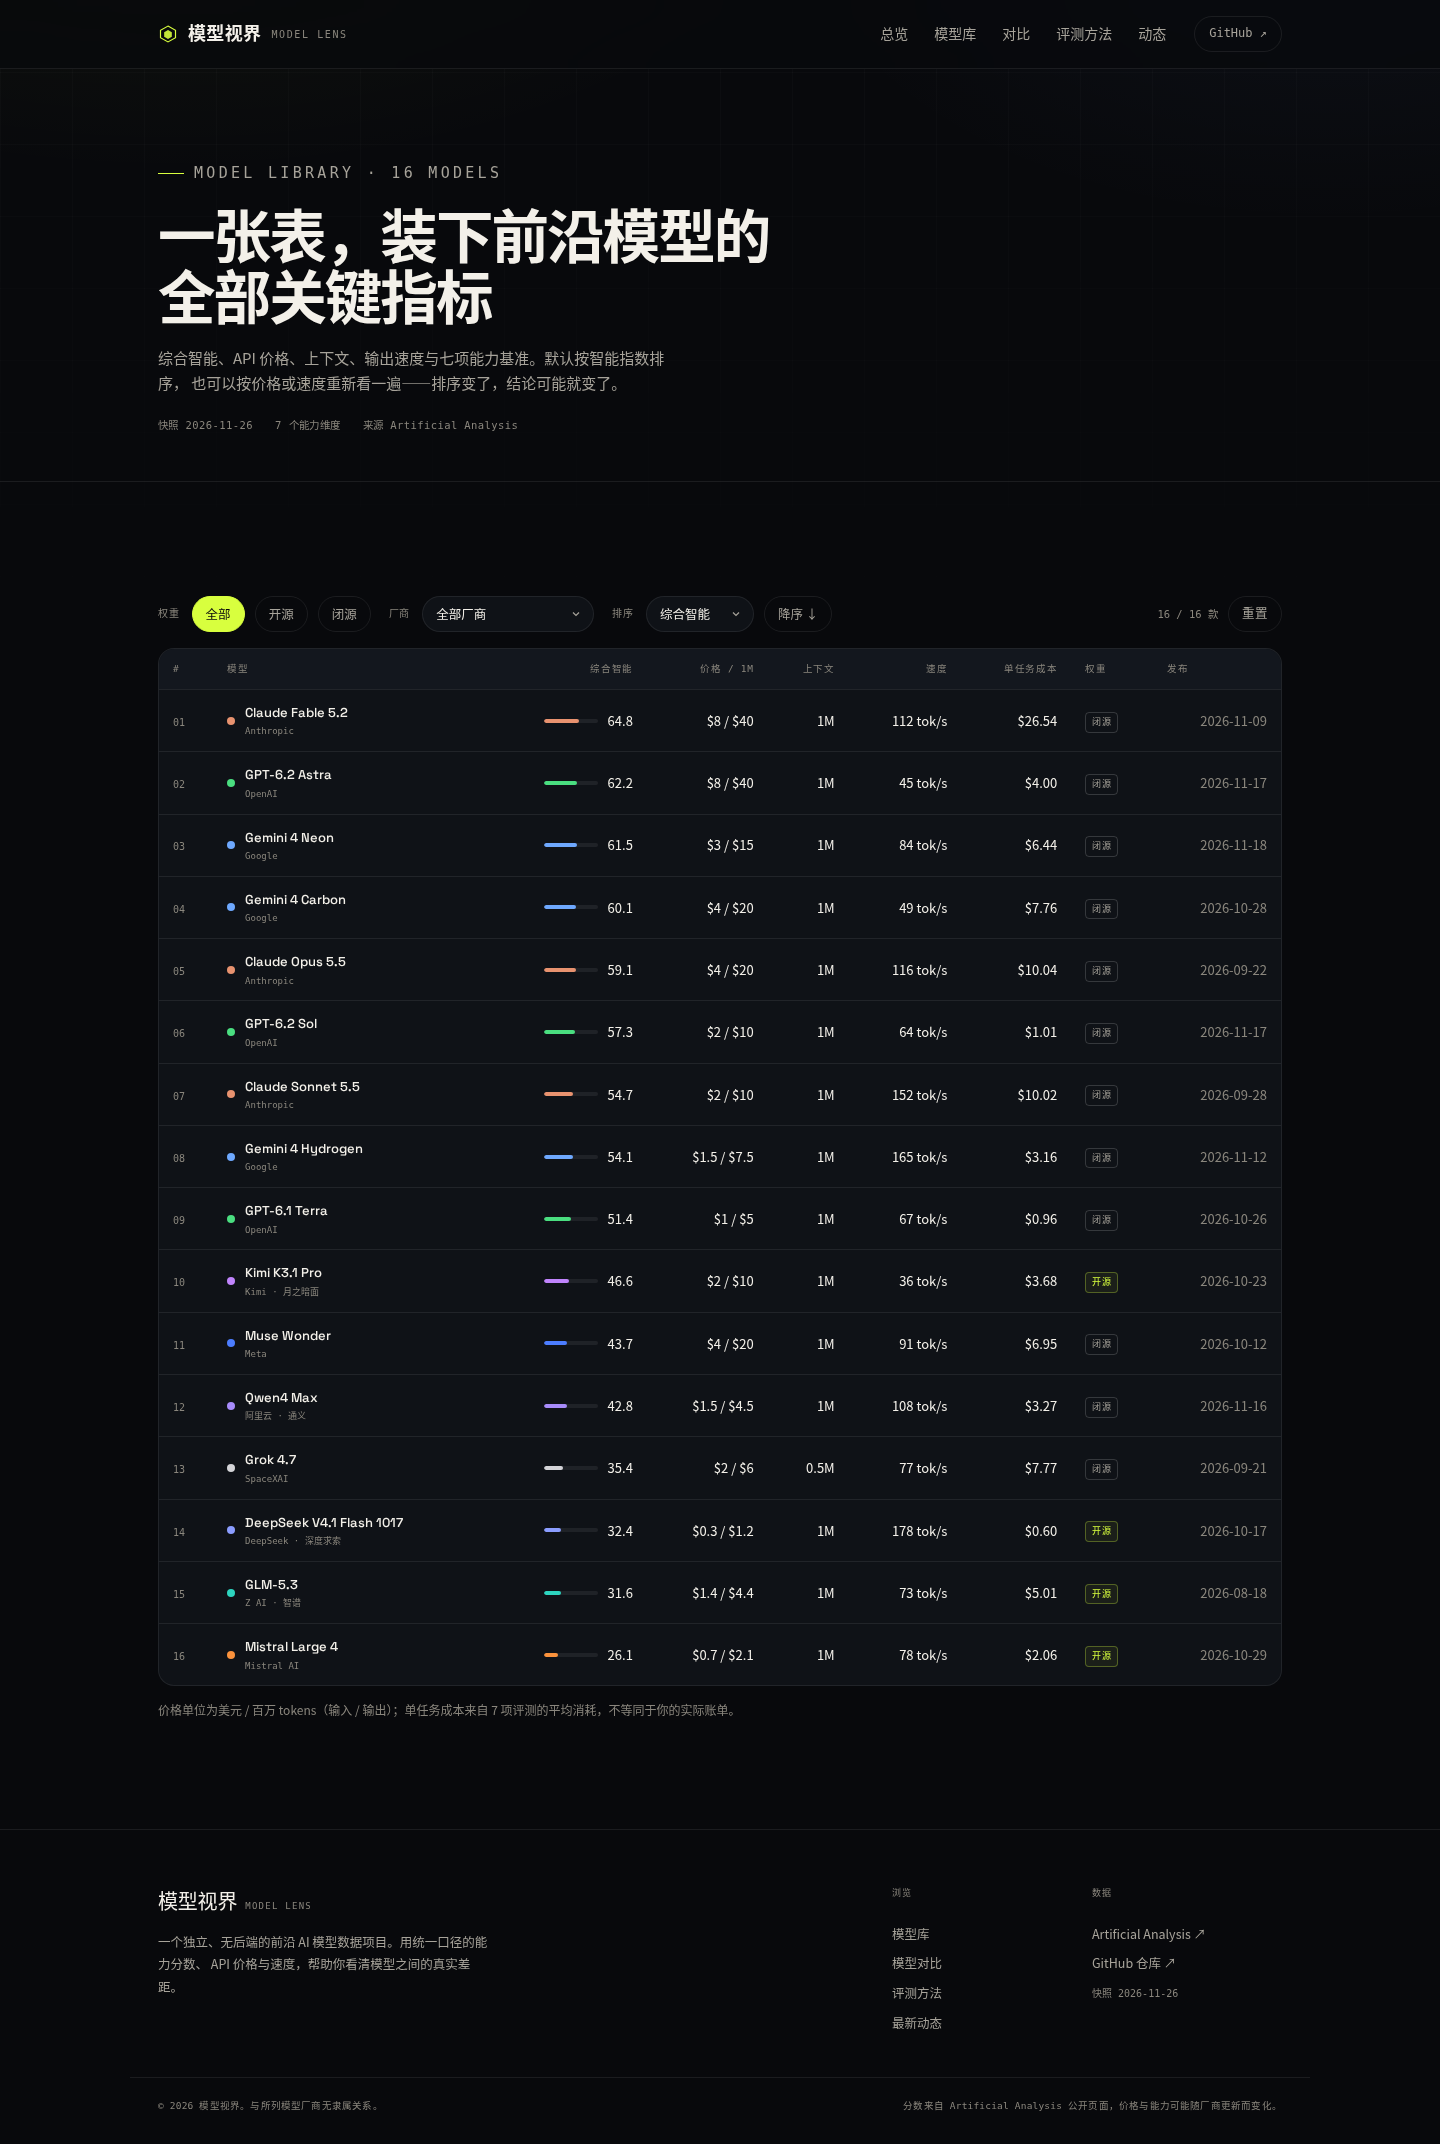 模型视界 MODEL LENS
总览 模型库 对比 评测方法 动态 GitHub ↗
MODEL LIBRARY · 16 MODELS
一张表，装下前沿模型的
全部关键指标
综合智能、API 价格、上下文、输出速度与七项能力基准。默认按智能指数排
序， 也可以按价格或速度重新看一遍——排序变了，结论可能就变了。
快照 2026-11-26 7 个能力维度 来源 Artificial Analysis
权重 全部 开源 闭源 厂商 全部厂商 排序 综合智能 降序 ↓ 16 / 16 款 重置
# 模型 综合智能 价格 / 1M 上下文 速度 单任务成本 权重 发布
01 Claude Fable 5.2 64.8 $8 / $40 1M 112 tok/s $26.54 闭源 2026-11-09
Anthropic
02 GPT-6.2 Astra 62.2 $8 / $40 1M 45 tok/s $4.00 闭源 2026-11-17
OpenAI
03 Gemini 4 Neon 61.5 $3 / $15 1M 84 tok/s $6.44 闭源 2026-11-18
Google
04 Gemini 4 Carbon 60.1 $4 / $20 1M 49 tok/s $7.76 闭源 2026-10-28
Google
05 Claude Opus 5.5 59.1 $4 / $20 1M 116 tok/s $10.04 闭源 2026-09-22
Anthropic
06 GPT-6.2 Sol 57.3 $2 / $10 1M 64 tok/s $1.01 闭源 2026-11-17
OpenAI
07 Claude Sonnet 5.5 54.7 $2 / $10 1M 152 tok/s $10.02 闭源 2026-09-28
Anthropic
08 Gemini 4 Hydrogen 54.1 $1.5 / $7.5 1M 165 tok/s $3.16 闭源 2026-11-12
Google
09 GPT-6.1 Terra 51.4 $1 / $5 1M 67 tok/s $0.96 闭源 2026-10-26
OpenAI
10 Kimi K3.1 Pro 46.6 $2 / $10 1M 36 tok/s $3.68 开源 2026-10-23
Kimi · 月之暗面
11 Muse Wonder 43.7 $4 / $20 1M 91 tok/s $6.95 闭源 2026-10-12
Meta
12 Qwen4 Max 42.8 $1.5 / $4.5 1M 108 tok/s $3.27 闭源 2026-11-16
阿里云 · 通义
13 Grok 4.7 35.4 $2 / $6 0.5M 77 tok/s $7.77 闭源 2026-09-21
SpaceXAI
14 DeepSeek V4.1 Flash 1017 32.4 $0.3 / $1.2 1M 178 tok/s $0.60 开源 2026-10-17
DeepSeek · 深度求索
15 GLM-5.3 31.6 $1.4 / $4.4 1M 73 tok/s $5.01 开源 2026-08-18
Z AI · 智谱
16 Mistral Large 4 26.1 $0.7 / $2.1 1M 78 tok/s $2.06 开源 2026-10-29
Mistral AI
价格单位为美元 / 百万 tokens（输入 / 输出）；单任务成本来自 7 项评测的平均消耗，不等同于你的实际账单。
模型视界 MODEL LENS
一个独立、无后端的前沿 AI 模型数据项目。用统一口径的能
力分数、 API 价格与速度，帮助你看清模型之间的真实差
距。
浏览
模型库
模型对比
评测方法
最新动态
数据
Artificial Analysis ↗
GitHub 仓库 ↗
快照 2026-11-26
© 2026 模型视界。与所列模型厂商无隶属关系。
分数来自 Artificial Analysis 公开页面，价格与能力可能随厂商更新而变化。